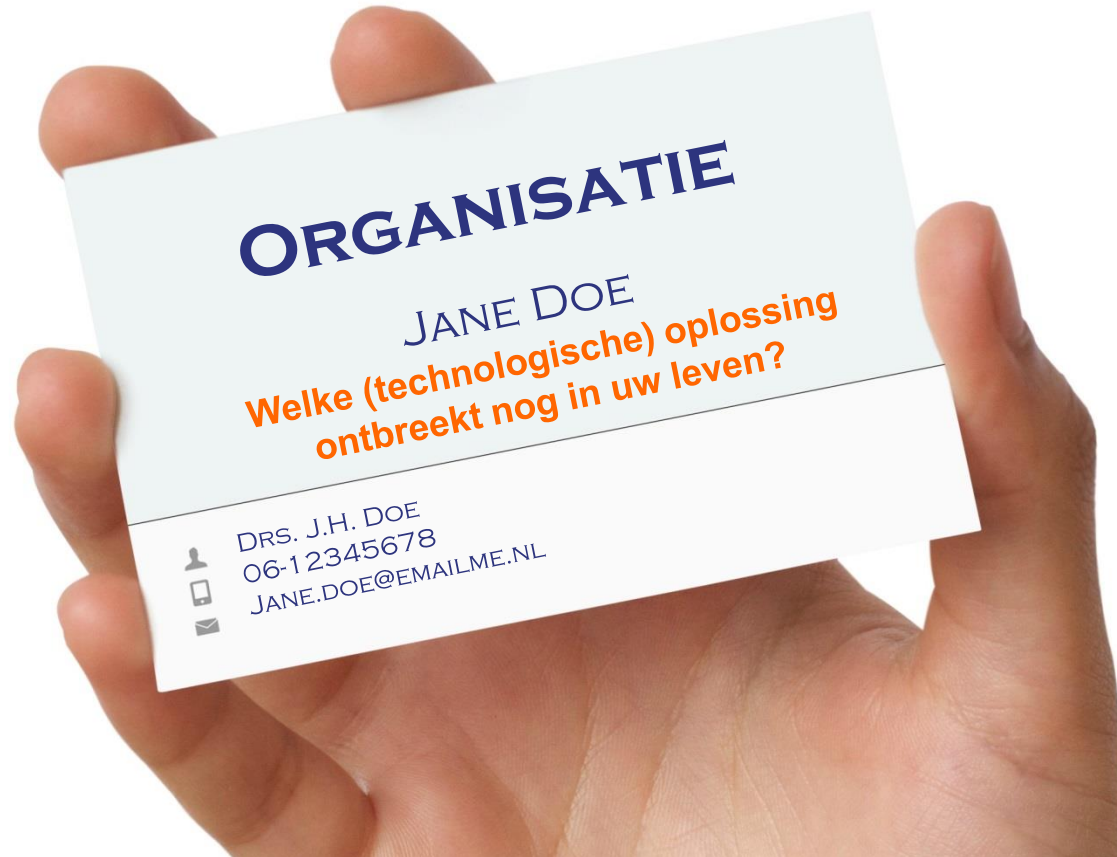 ORGANISATIE
JANE DOE
Welke (technologische) oplossing
ontbreekt nog in uw leven?
DRS. J.H. DOE
06-12345678
JANE.DOE@EMAILME.NL